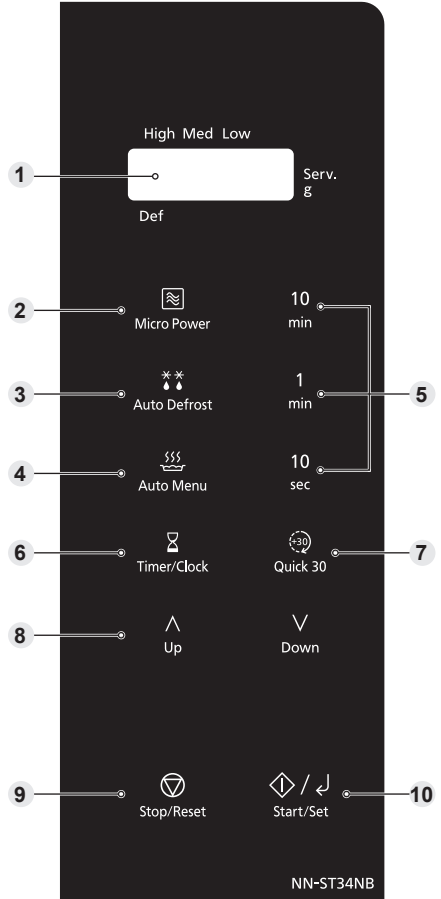 High Med Low
1
Serv.
g
Def
2
Micro Power
10
min
3
Auto Defrost
1
min
5
4
Auto Menu
10
sec
6
Timer/Clock
+30
Quick 30
7
8
Up
Down
9
Stop/Reset
/
Start/Set
10
NN-ST34NB